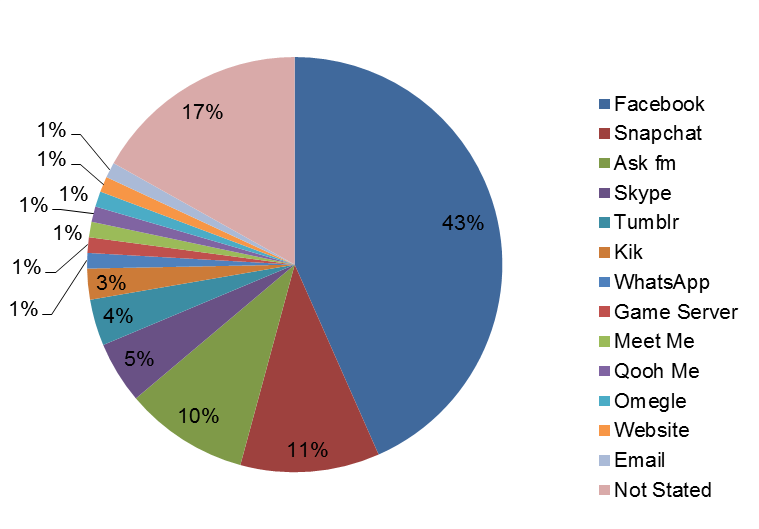 17%
1%
1%
1%
1%
1%
1%
1%
3%
4%
5%
10%
11%
43%
Facebook
Snapchat
Ask fm
Skype
Tumblr
Kik
WhatsApp
Game Server
Meet Me
Qooh Me
Omegle
Website
Email
Not Stated